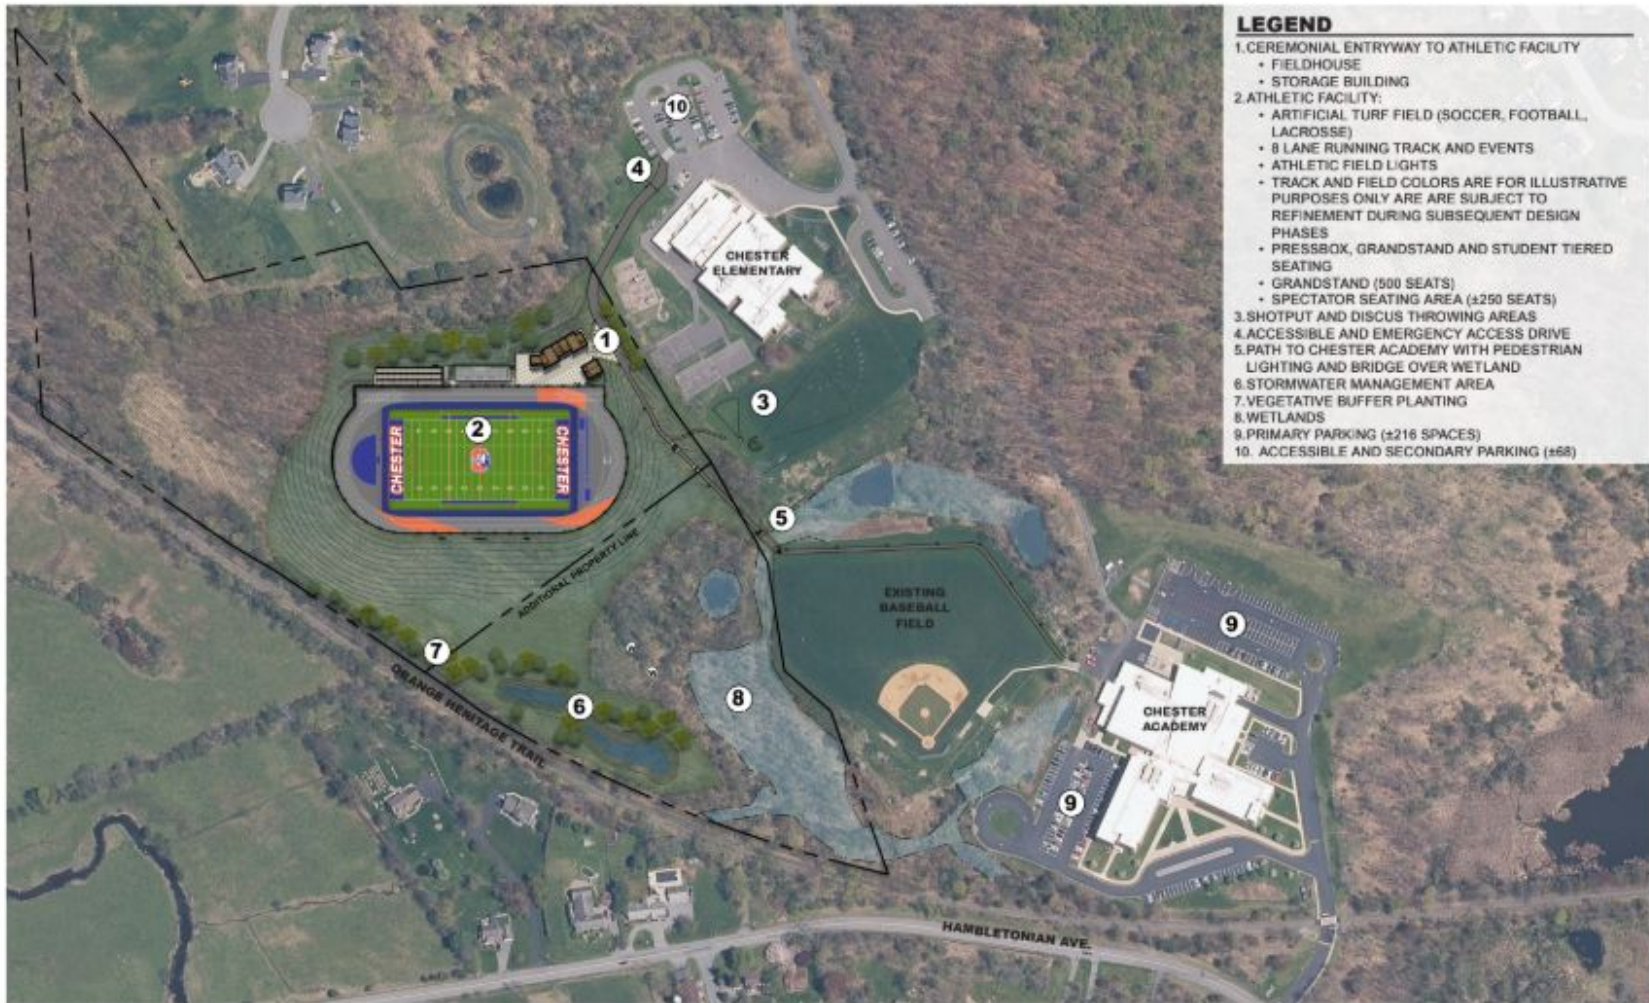 LEGEND
1.CEREMONIAL ENTRYWAY TO ATHLETIC FACILITY
• FIELDHOUSE
• STORAGE BUILDING
2.ATHLETIC FACILITY:
• ARTIFICIAL TURF FIELD (SOCCER, FOOTBALL,
LACROSSE)
• 8 LANE RUNNING TRACK AND EVENTS
• ATHLETIC FIELD LIGHTS
• TRACK AND FIELD COLORS ARE FOR ILLUSTRATIVE
PURPOSES ONLY ARE ARE SUBJECT TO
REFINEMENT DURING SUBSEQUENT DESIGN
PHASES
• PRESSBOX, GRANDSTAND AND STUDENT TIERED
SEATING
• GRANDSTAND (500 SEATS)
• SPECTATOR SEATING AREA (±250 SEATS)
3.SHOTPUT AND DISCUS THROWING AREAS
4.ACCESSIBLE AND EMERGENCY ACCESS DRIVE
5.PATH TO CHESTER ACADEMY WITH PEDESTRIAN
LIGHTING AND BRIDGE OVER WETLAND
6.STORMWATER MANAGEMENT AREA
7.VEGETATIVE BUFFER PLANTING
8.WETLANDS
9.PRIMARY PARKING (±216 SPACES)
10. ACCESSIBLE AND SECONDARY PARKING (±68)
10
4
CHESTER
ELEMENTARY
1
3
2
CHESTER
CHESTER
5
ADDITIONAL PROPERTY LINE
EXISTING
BASEBALL
FIELD
9
7
ORANGE HERITAGE TRAIL
6
8
CHESTER
ACADEMY
9
HAMBLETONIAN AVE.